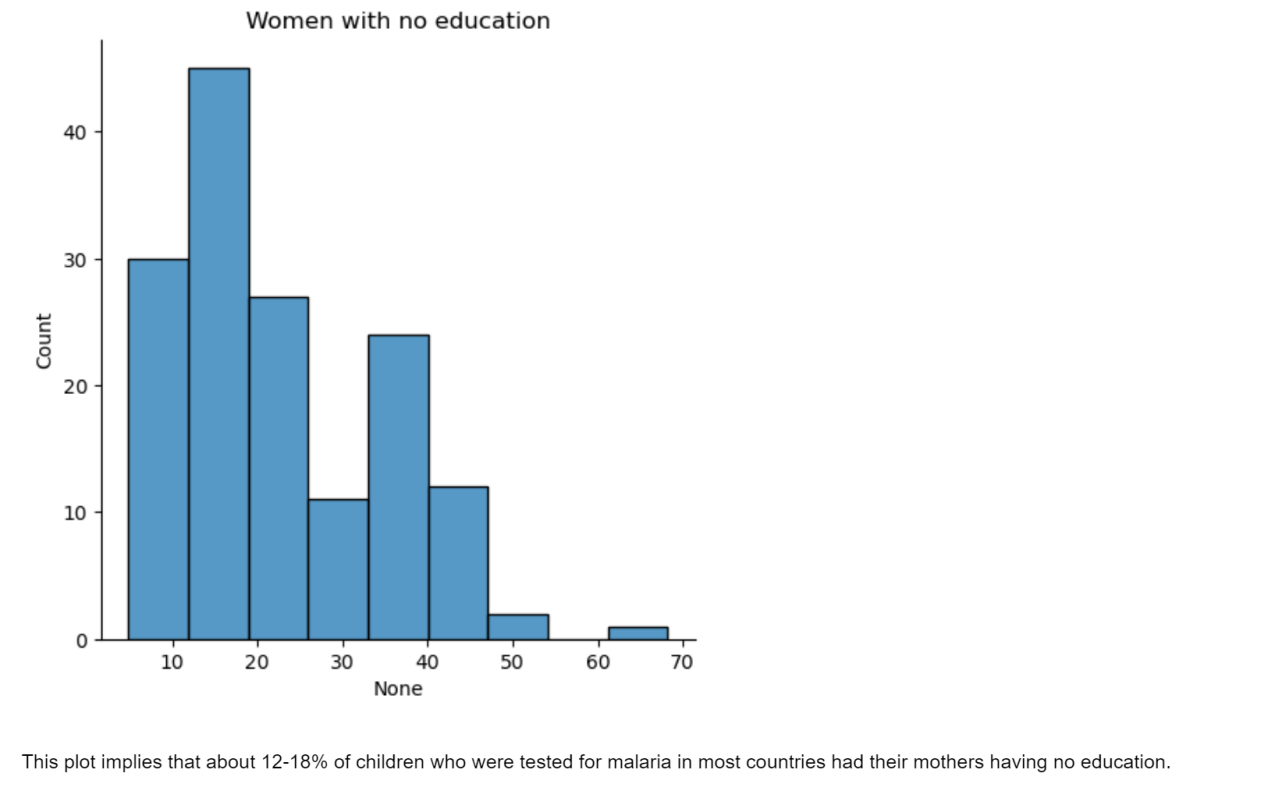 Women with no education
40
30
20
10
0
Count
10 20 30 40 50 60 70
None
This plot implies that about 12-18% of children who were tested for malaria in most countries had their mothers having no education.